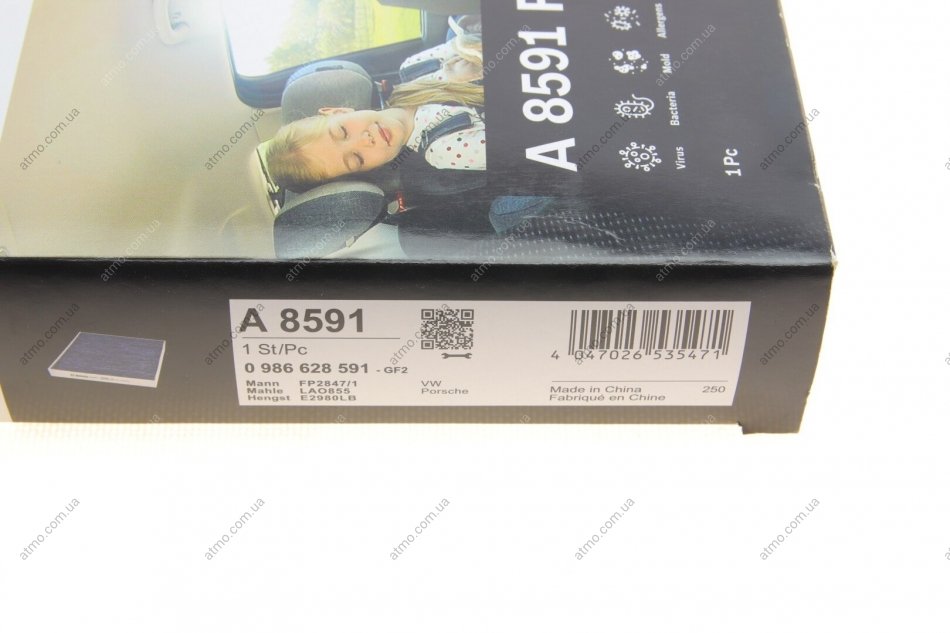 A 8591 F
Allergens
Mold
Bacteria
Virus
1Pc
A 8591
1 St/Pc
0 986 628 591 - GF2
Mann FP2847/1
Mahle LAO855
Hengst E2980LB
VW
Porsche
4 047026 535471
Made in China 250
Fabriqué en Chine
atmo.com.ua